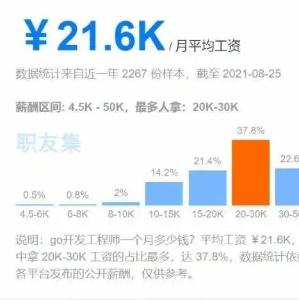 ￥21.6K /月平均工资
数据统计来自近一年 2267 份样本，截至 2021-08-25
薪酬区间: 4.5K - 50K，最多人拿：20K-30K
职友集
0.5% 0.8% 2% 14.2% 21.4% 37.8% 22.6
4.5-6K 6-8K 8-10K 10-15K 15-20K 20-30K 30-5
说明：go开发工程师一个月多少钱？平均工资 ￥21.6K，
中拿 20K-30K 工资的占比最多，达 37.8%，数据统计依
各平台发布的公开薪酬，仅供参考。